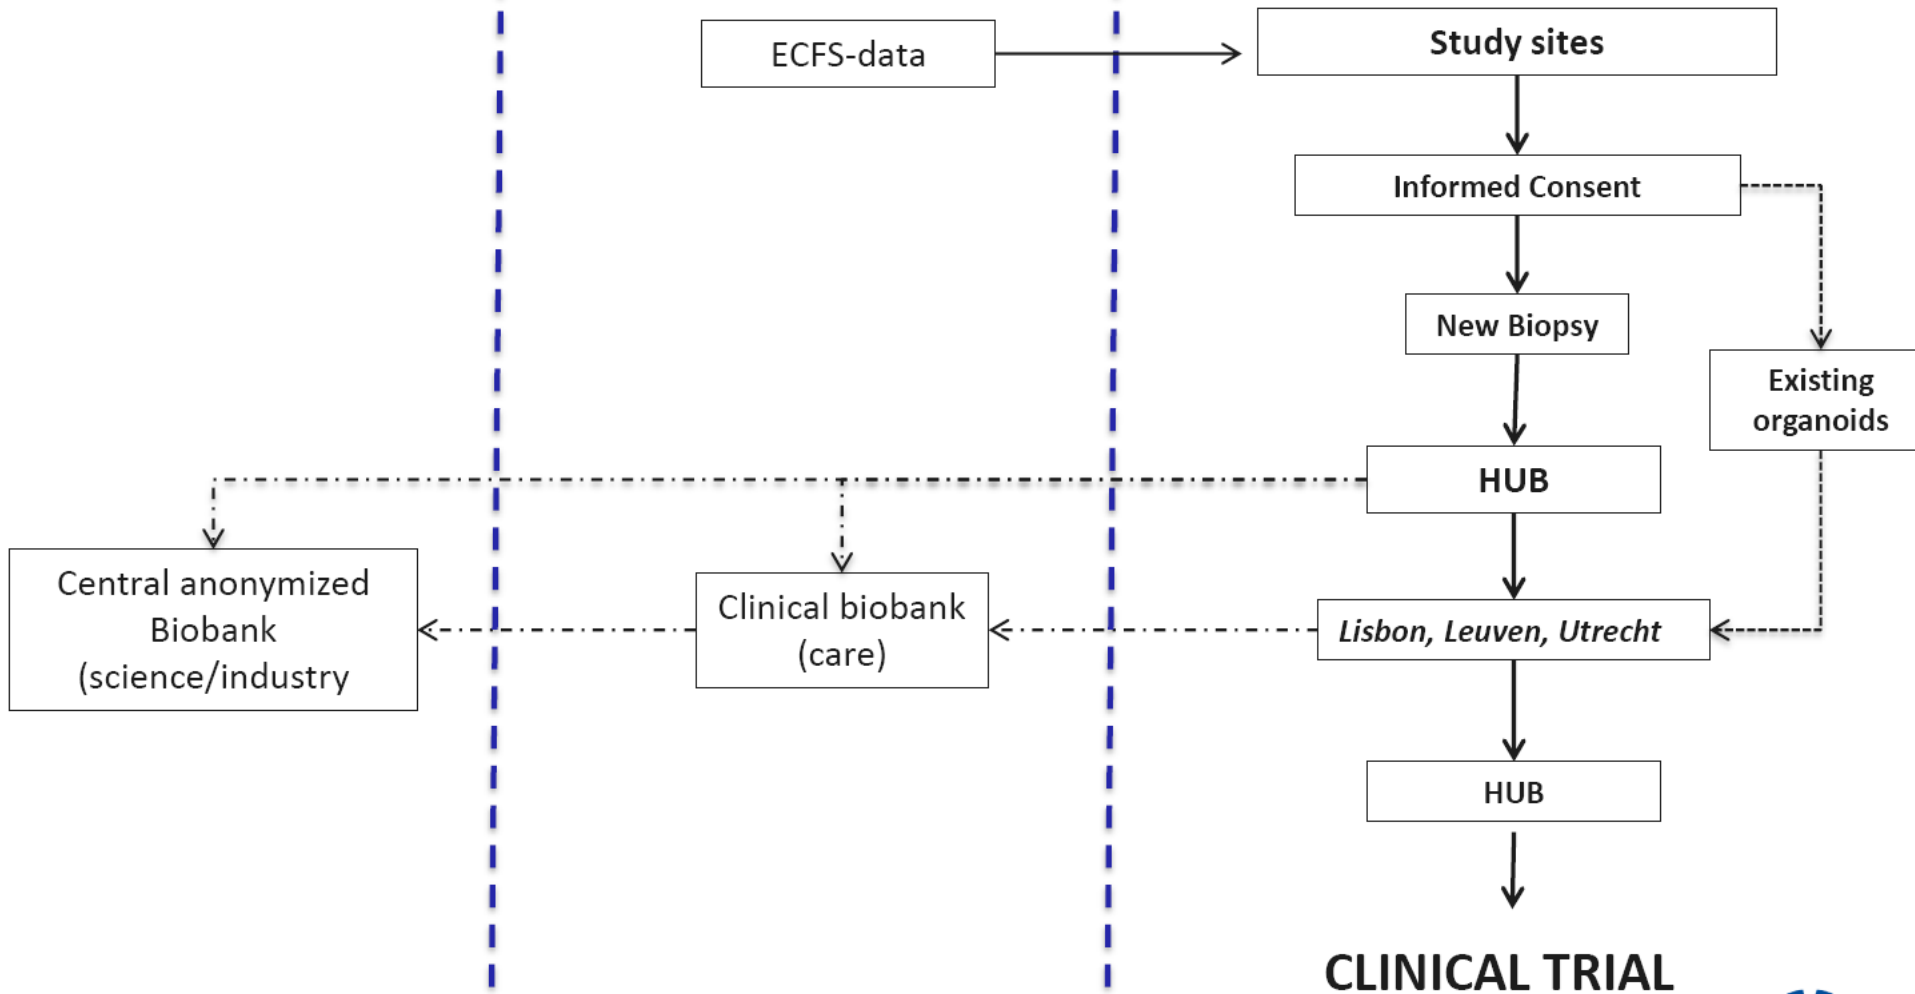 ECFS-data
Study sites
Informed Consent
New Biopsy
Existing
organoids
HUB
Central anonymized
Biobank
(science/industry
Clinical biobank
(care)
Lisbon, Leuven, Utrecht
HUB
CLINICAL TRIAL